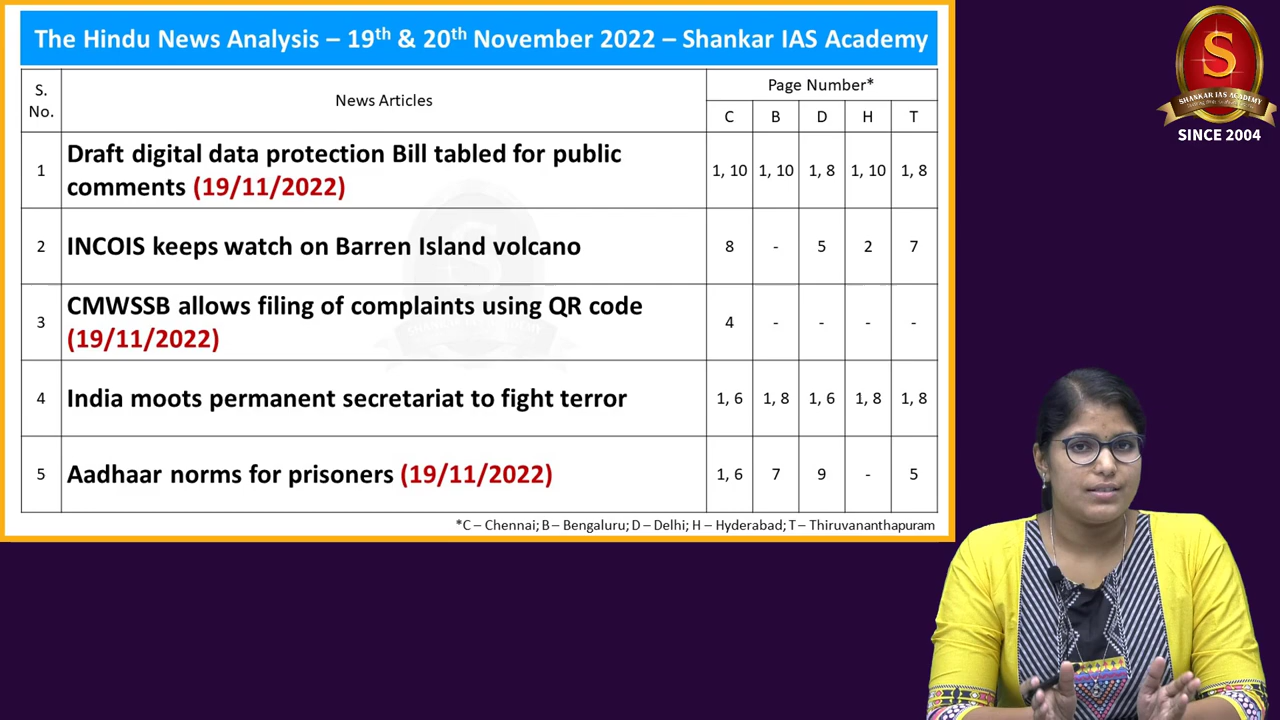 The Hindu News Analysis – 19th & 20th November 2022 – Shankar IAS Academy
S. No.
News Articles
Page Number*
C B D H T
1 Draft digital data protection Bill tabled for public comments (19/11/2022) 1, 10 1, 10 1, 8 1, 10 1, 8
2 INCOIS keeps watch on Barren Island volcano 8 - 5 2 7
3 CMWSSB allows filing of complaints using QR code (19/11/2022) 4 - - - -
4 India moots permanent secretariat to fight terror 1, 6 1, 8 1, 6 1, 8 1, 8
5 Aadhaar norms for prisoners (19/11/2022) 1, 6 7 9 - 5
*C – Chennai; B – Bengaluru; D – Delhi; H – Hyderabad; T – Thiruvananthapuram
S
SHANKAR IAS ACADEMY
SINCE 2004